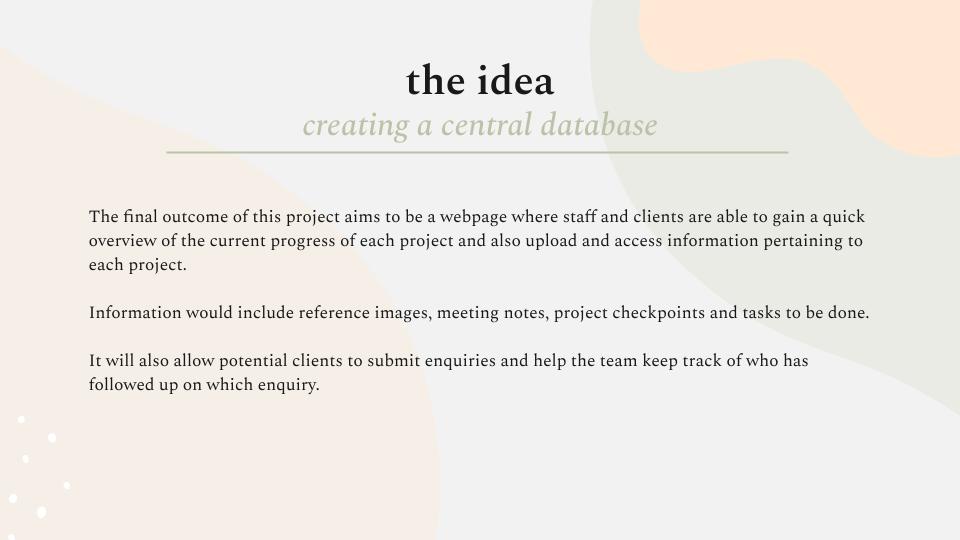 the idea
creating a central database
The final outcome of this project aims to be a webpage where staff and clients are able to gain a quick
overview of the current progress of each project and also upload and access information pertaining to
each project.
Information would include reference images, meeting notes, project checkpoints and tasks to be done.
It will also allow potential clients to submit enquiries and help the team keep track of who has
followed up on which enquiry.